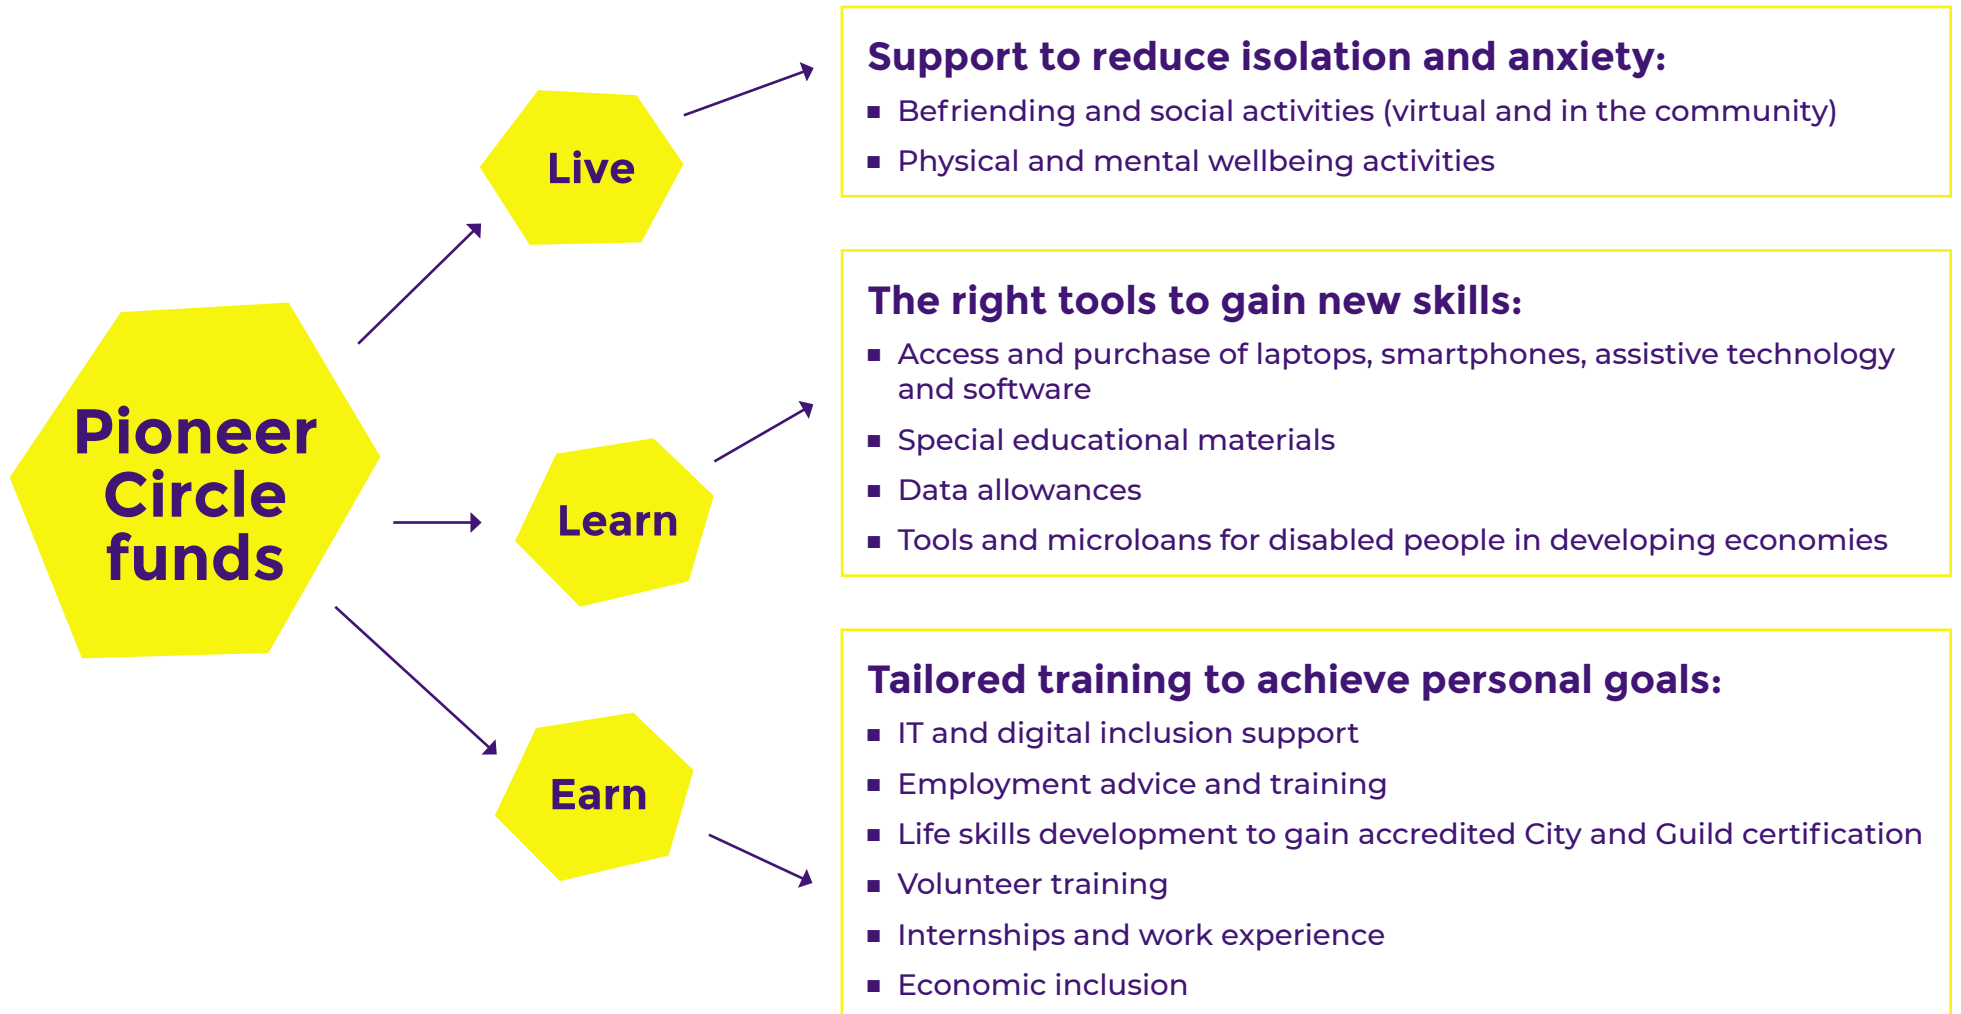 Pioneer
Circle
funds
Live
Support to reduce isolation and anxiety:
▪ Befriending and social activities (virtual and in the community)
▪ Physical and mental wellbeing activities
Learn
The right tools to gain new skills:
▪ Access and purchase of laptops, smartphones, assistive technology
and software
▪ Special educational materials
▪ Data allowances
▪ Tools and microloans for disabled people in developing economies
Earn
Tailored training to achieve personal goals:
▪ IT and digital inclusion support
▪ Employment advice and training
▪ Life skills development to gain accredited City and Guild certification
▪ Volunteer training
▪ Internships and work experience
▪ Economic inclusion